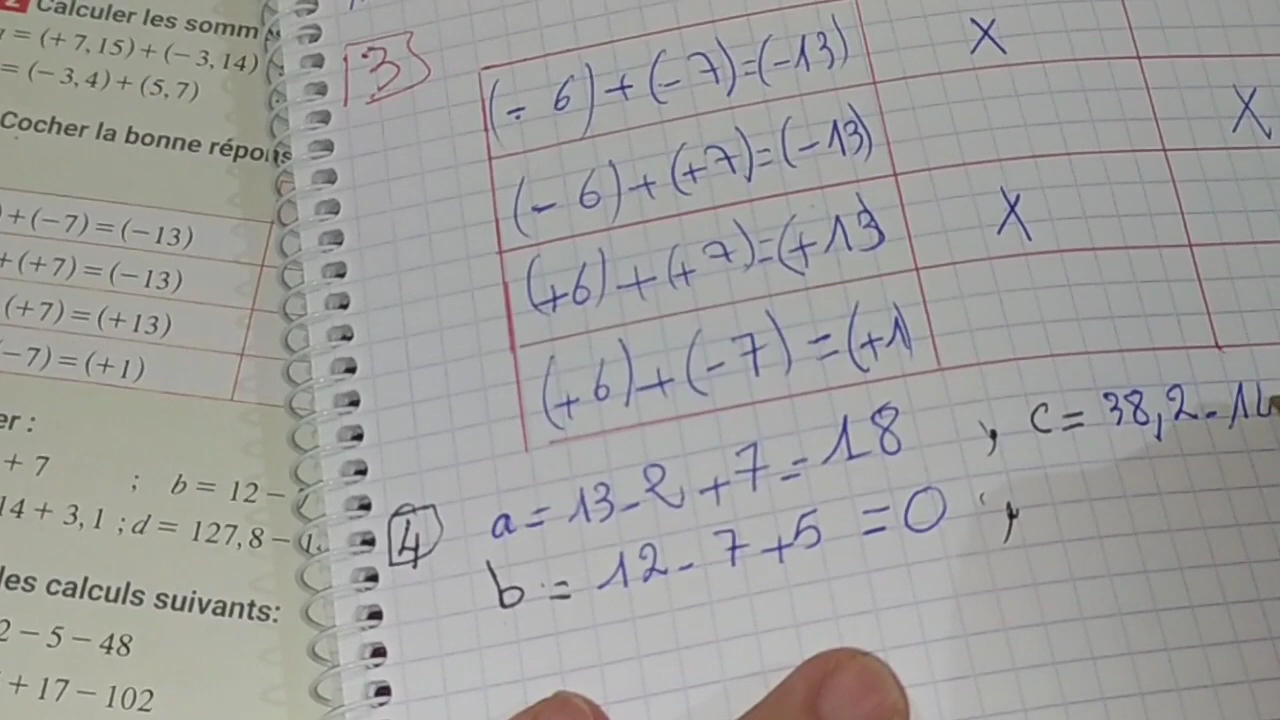 Calculer les somm
= (+ 7, 15) + (− 3, 14)
= (− 3, 4) + (5, 7)
Cocher la bonne répons
+ (− 7) = (− 13)
+ (+ 7) = (− 13)
(+ 7) = (+ 13)
− 7) = (+ 1)
er :
+ 7 ; b = 12 −
14 + 3, 1 ; d = 127, 8 −
les calculs suivants:
2 − 5 − 48
+ 17 − 102
3
(- 6) + (- 7) = (- 13) X
(- 6) + (+ 7) = (- 13) X
(+6) + (+ 7) = (+ 13 X
(+ 6) + (- 7) = (+1)
4 a = 13 - 2 + 7 = 18 , c = 38,2 - 14
b = 12 - 7 + 5 = 0 ;